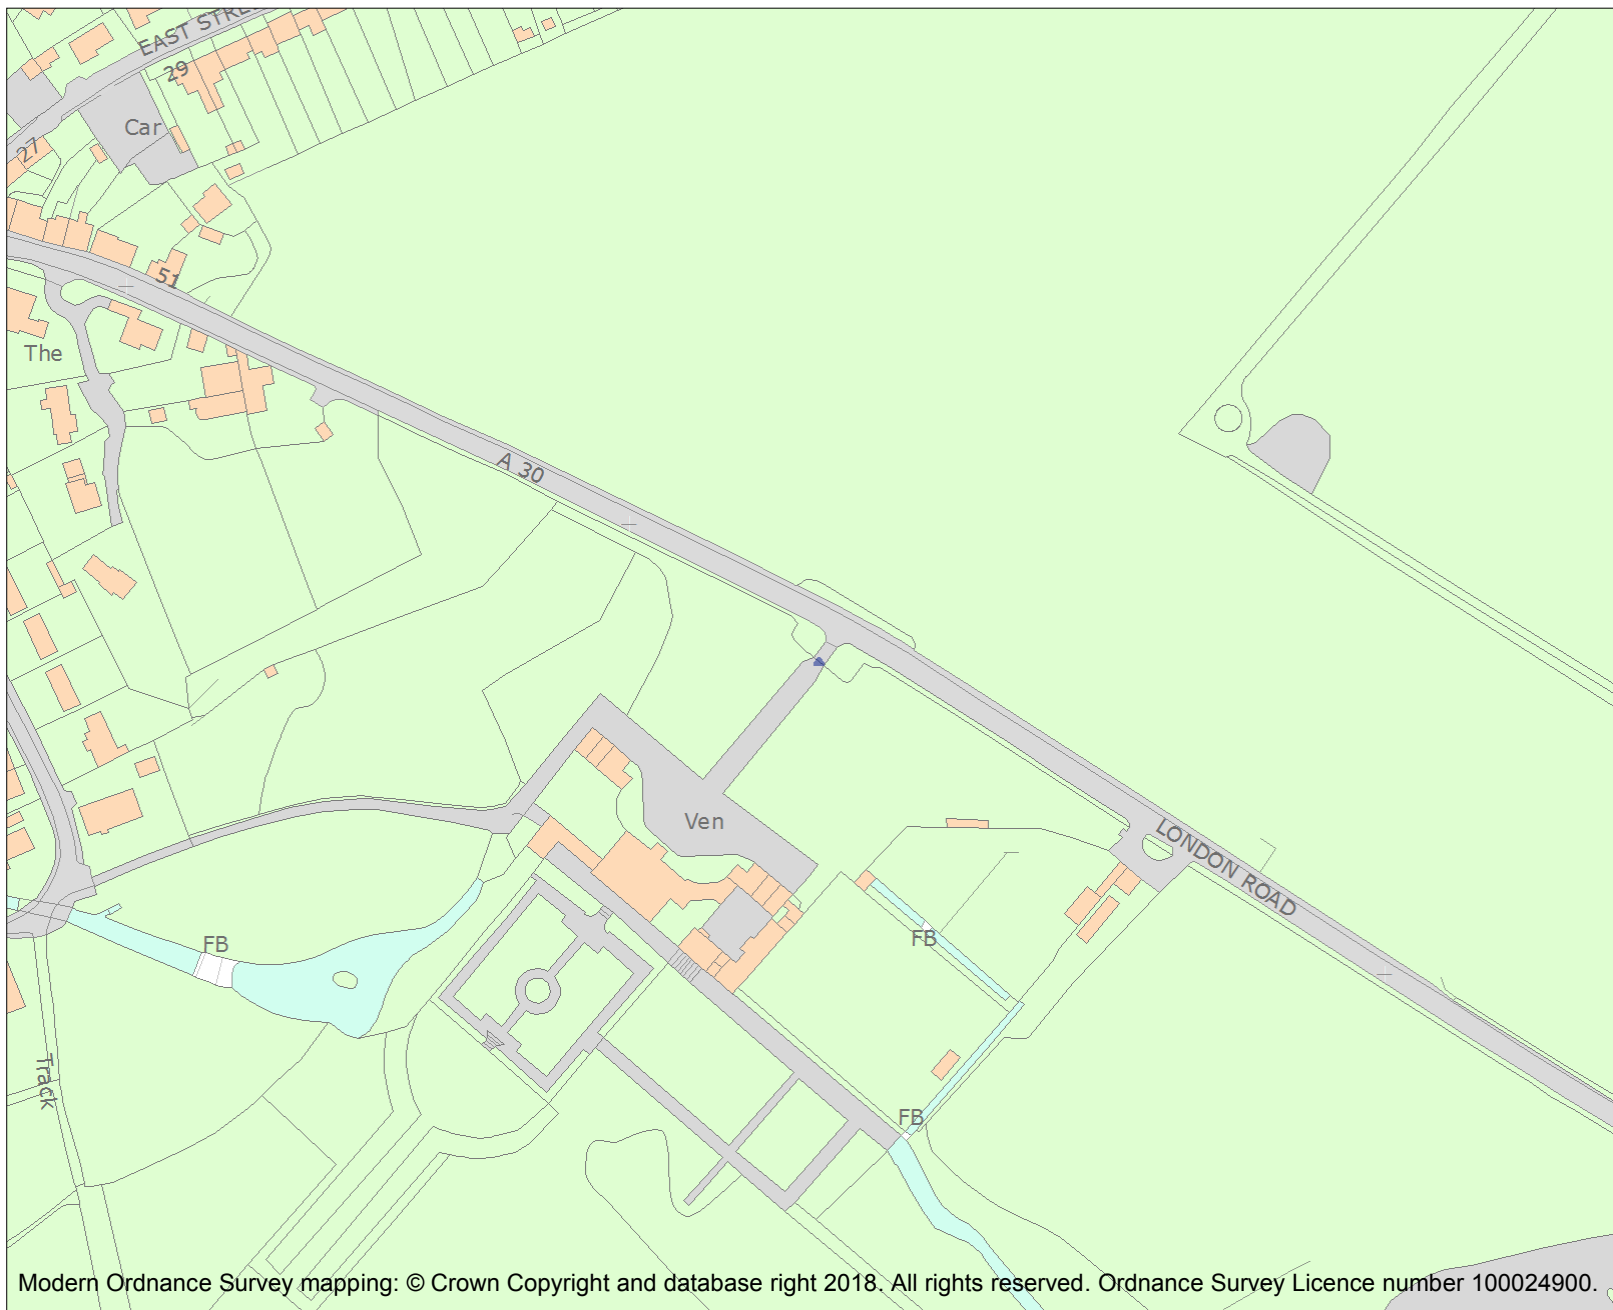 EAST STRE
29
Car
27
51
The
A 30
Ven
LONDON ROAD
FB
FB
Track
FB
Modern Ordnance Survey mapping: © Crown Copyright and database right 2018. All rights reserved. Ordnance Survey Licence number 100024900.